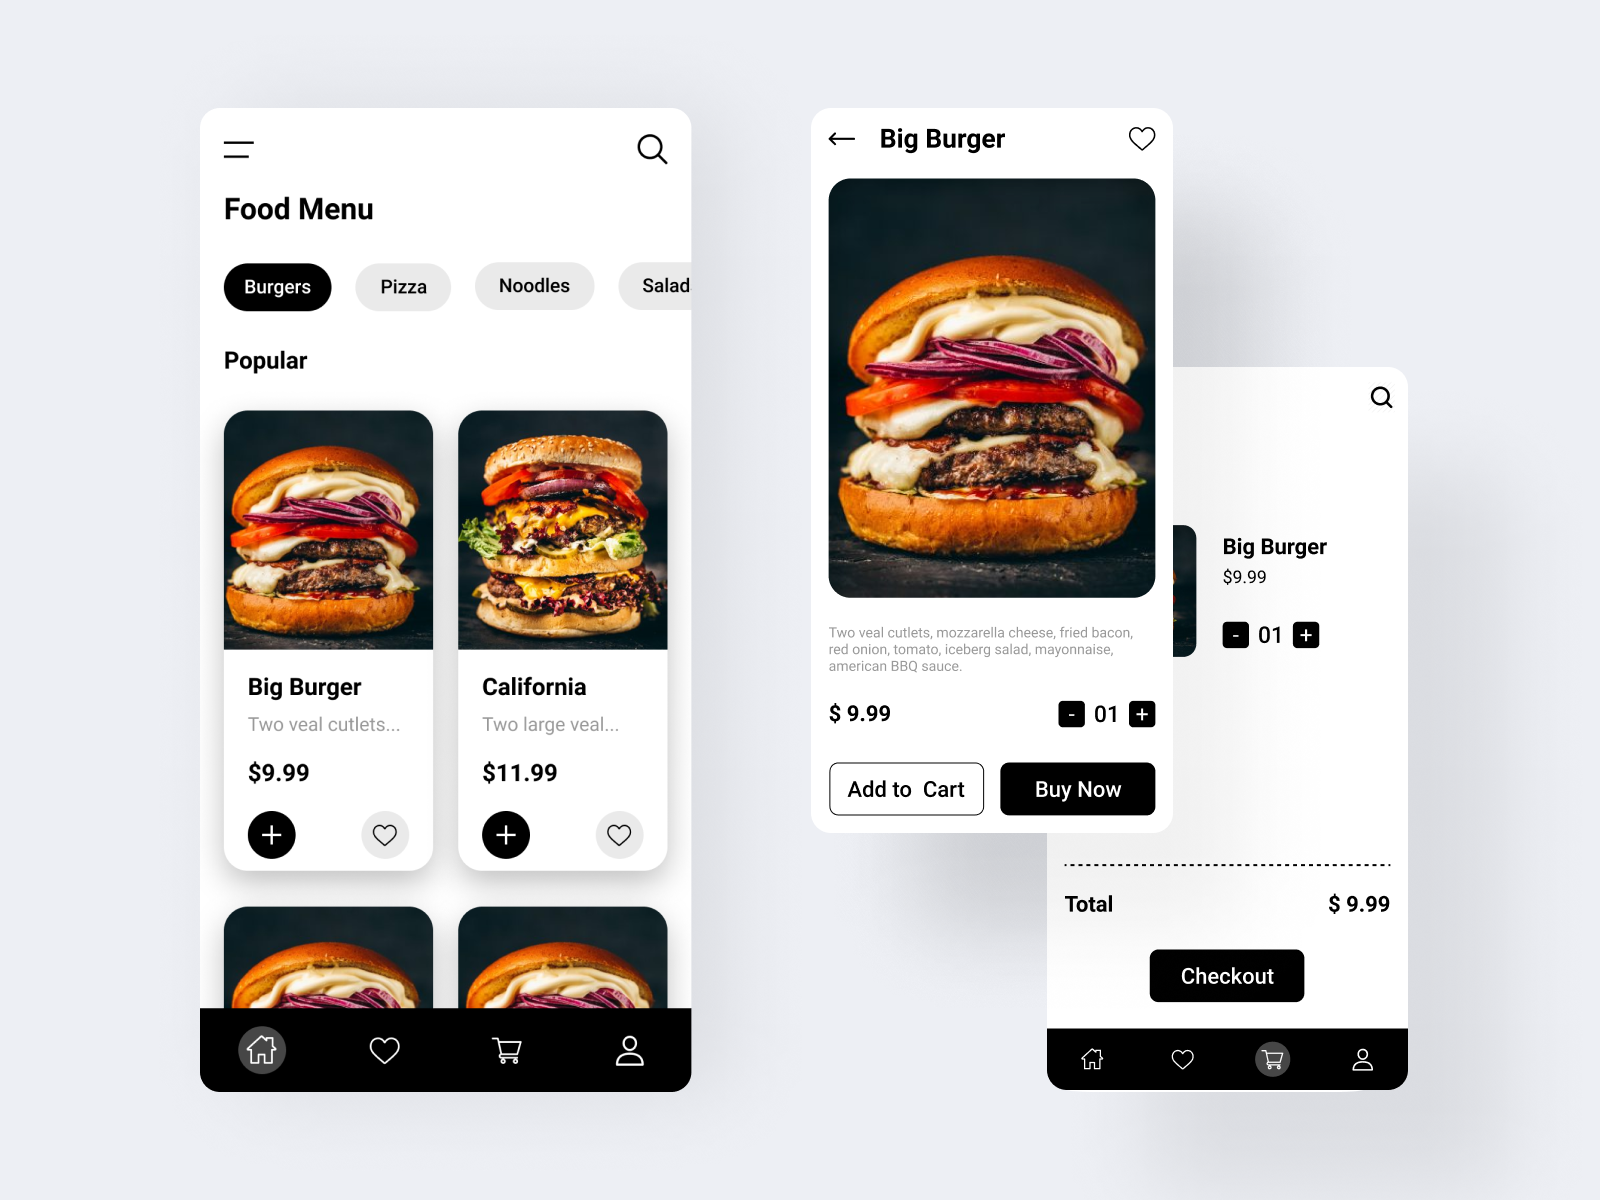 Food Menu
Burgers
Pizza
Noodles
Salad
Popular
Big Burger
Two veal cutlets...
$9.99
California
Two large veal...
$11.99
Big Burger
Two veal cutlets, mozzarella cheese, fried bacon,
red onion, tomato, iceberg salad, mayonnaise,
american BBQ sauce.
$ 9.99
- 01 +
Add to  Cart
Buy Now
Big Burger
$9.99
- 01 +
Total
$ 9.99
Checkout